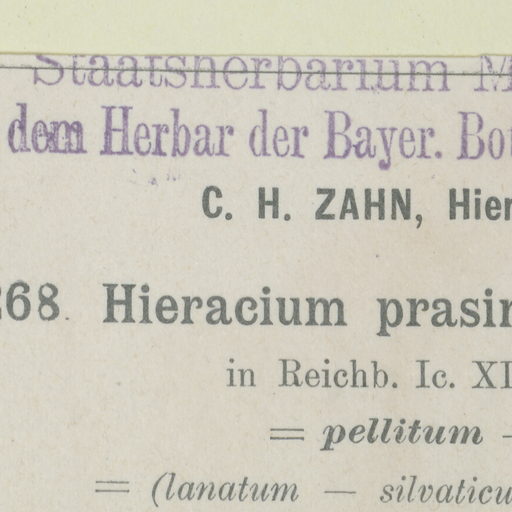 Staatsherbarium M
dem Herbar der Bayer. Bot
C. H. ZAHN, Hier
268. Hieracium prasin
in Reichb. Ic. XI
= pellitum -
= (lanatum — silvaticu